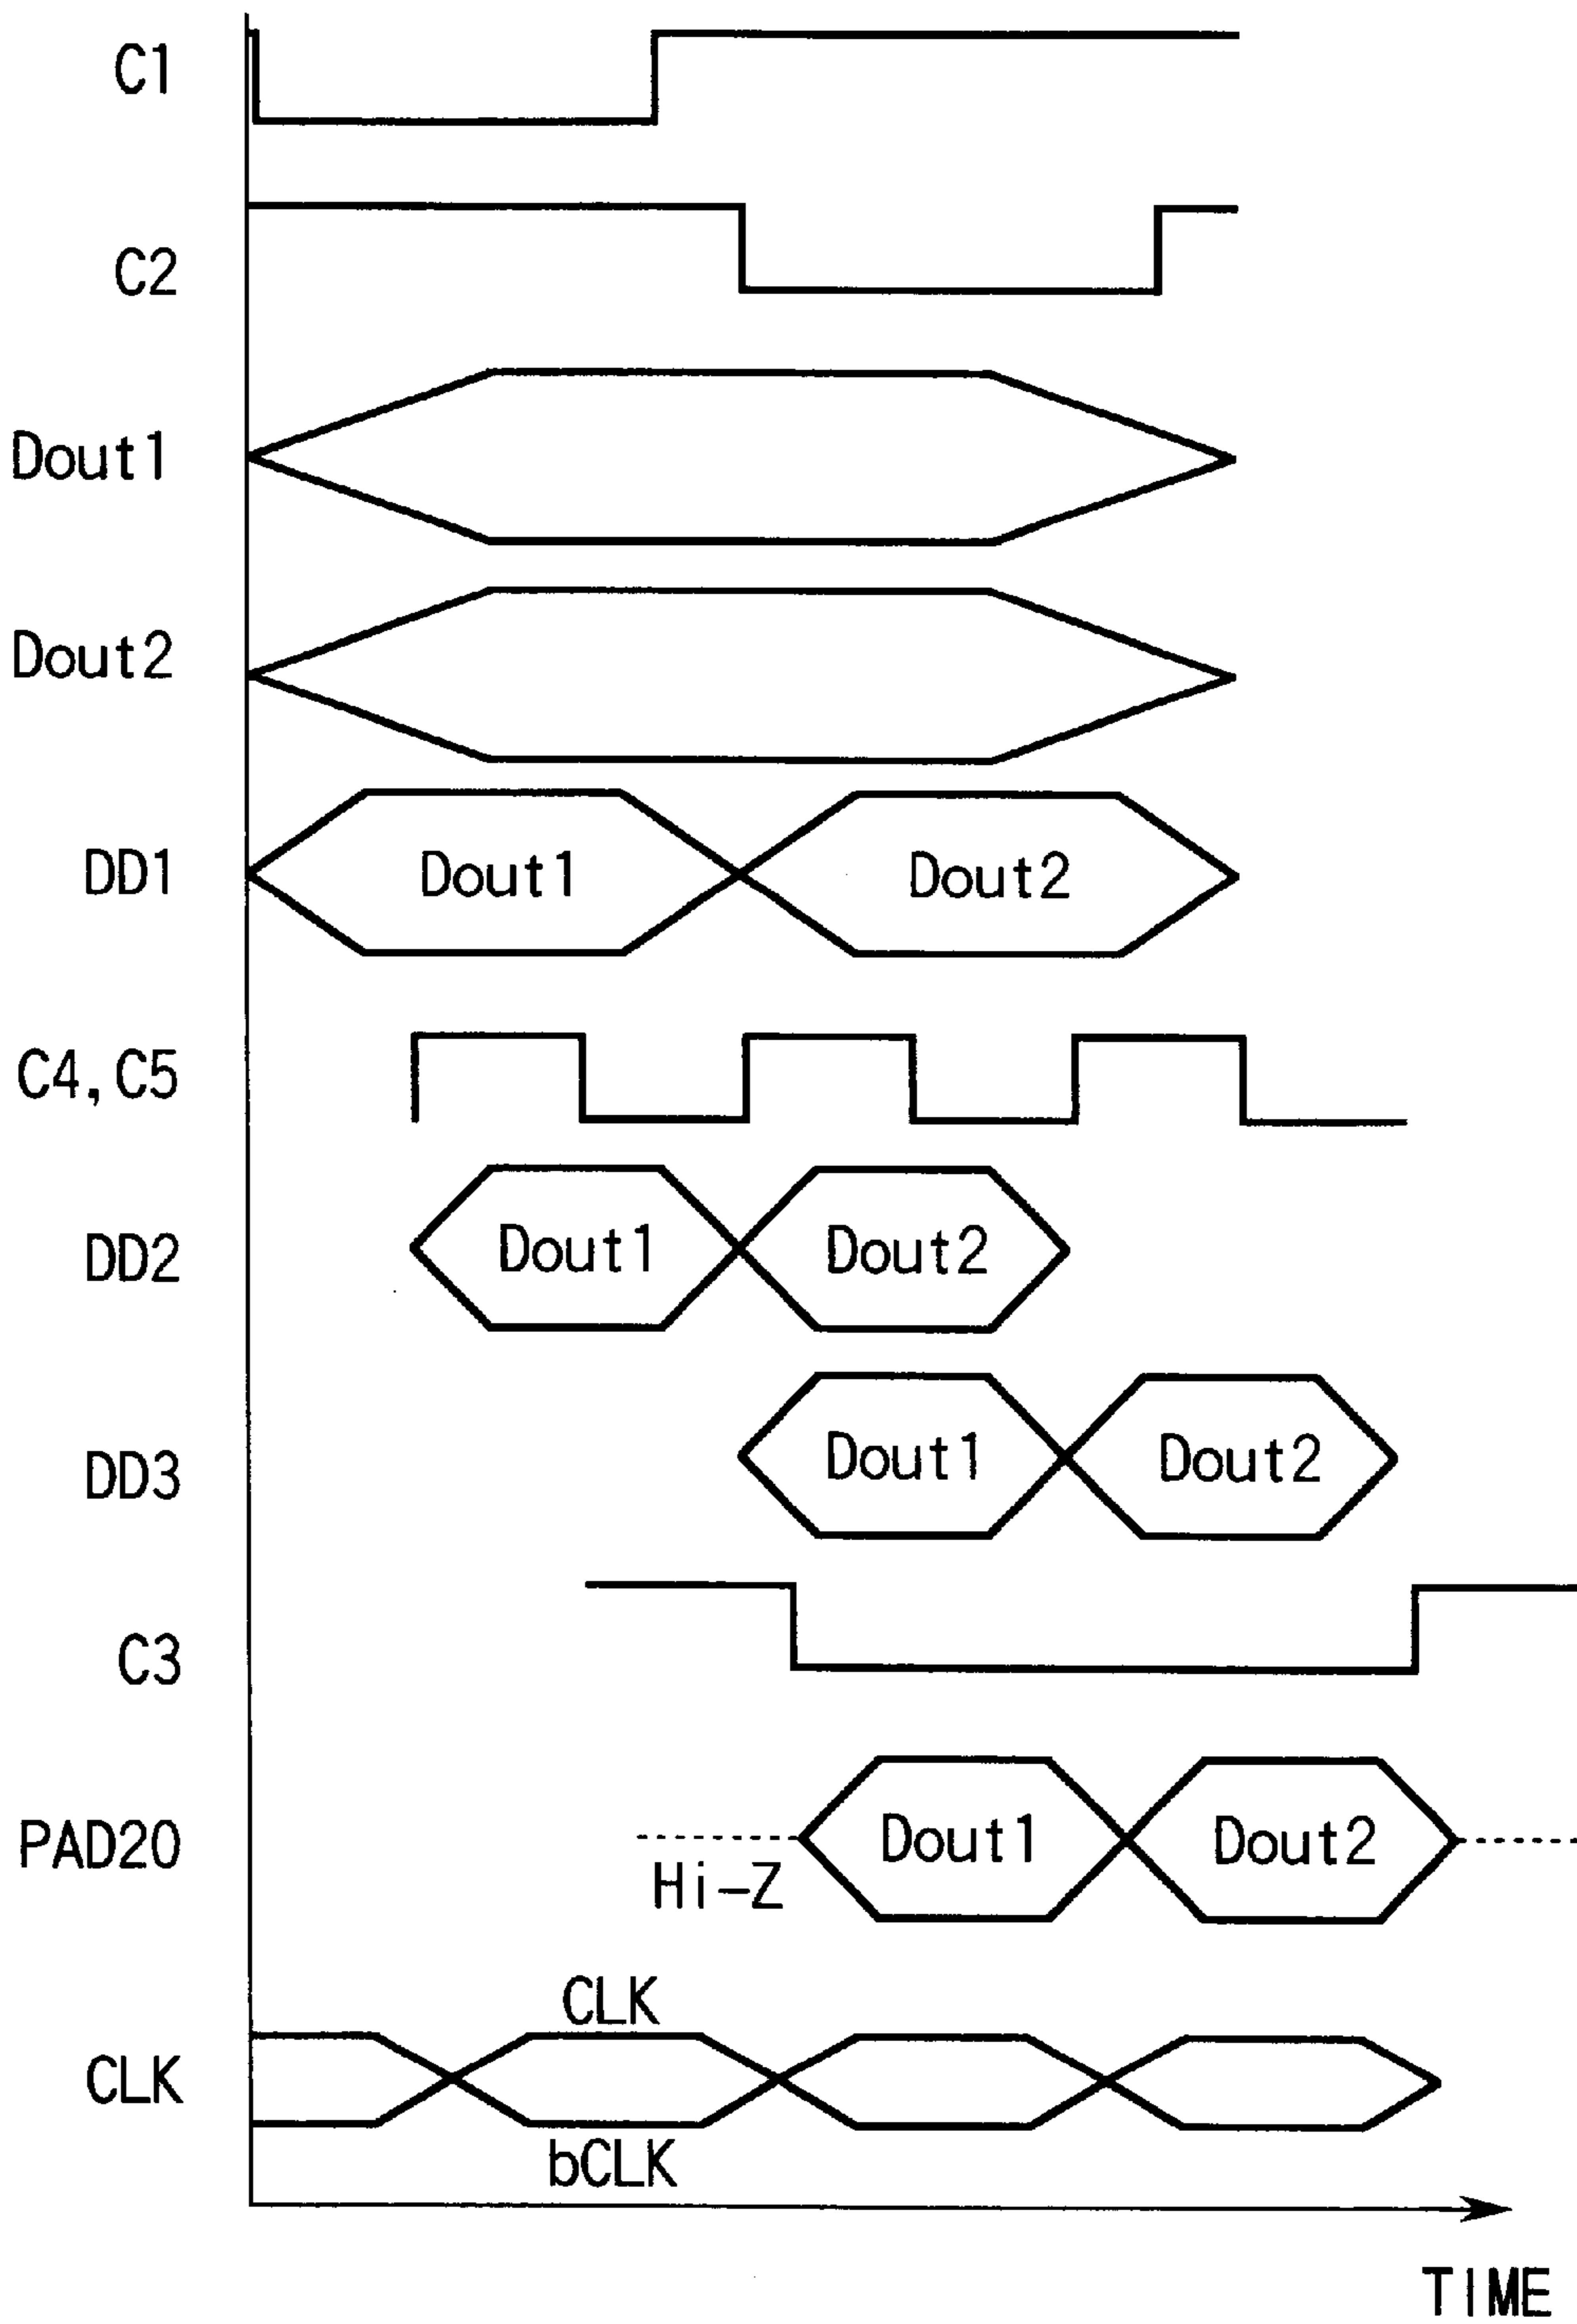 C1
C2
Dout1
Dout2
DD1 Dout1 Dout2
C4, C5
DD2 Dout1 Dout2
DD3 Dout1 Dout2
C3
PAD20 Dout1 Dout2
Hi-Z
CLK
CLK
bCLK
TIME